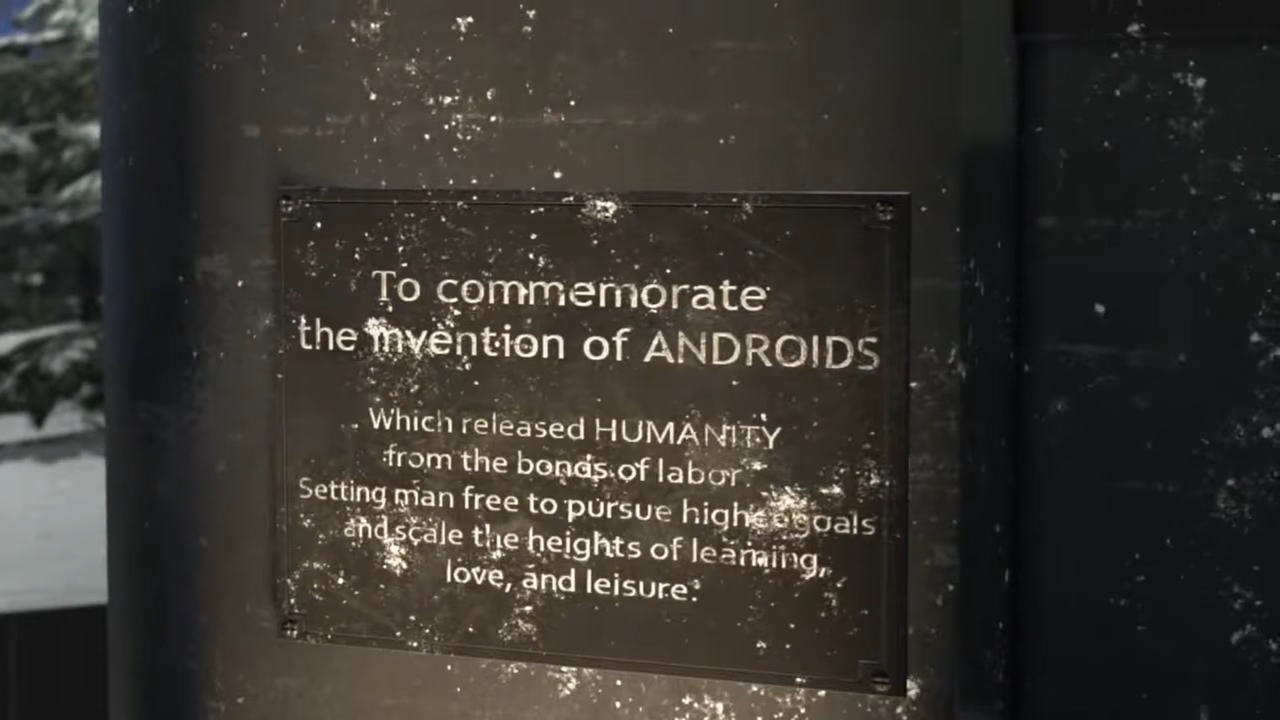 To commemorate
the invention of ANDROIDS
Which released HUMANITY
from the bonds of labor.
Setting man free to pursue higher goals
and scale the heights of learning,
love, and leisure.